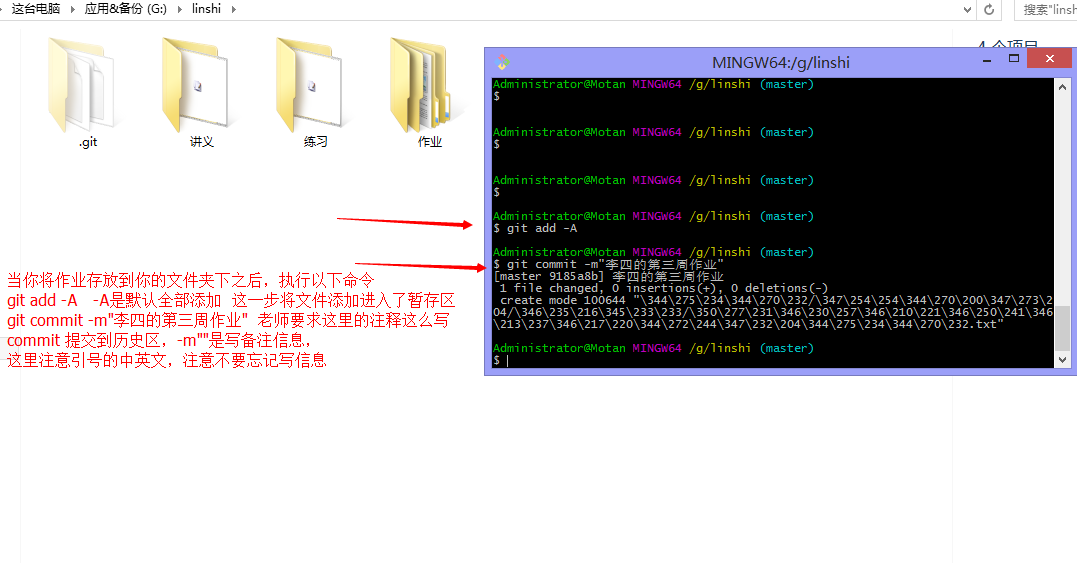 这台电脑 应用&备份 (G:) linshi
搜索"linsh
4 个项目
.git
讲义
练习
作业
MINGW64:/g/linshi
Administrator@Motan MINGW64 /g/linshi (master)
$
Administrator@Motan MINGW64 /g/linshi (master)
$
Administrator@Motan MINGW64 /g/linshi (master)
$
Administrator@Motan MINGW64 /g/linshi (master)
$ git add -A
Administrator@Motan MINGW64 /g/linshi (master)
$ git commit -m"李四的第三周作业"
[master 9185a8b] 李四的第三周作业
1 file changed, 0 insertions(+), 0 deletions(-)
create mode 100644 "\344\275\234\344\270\232/\347\254\254\344\270\200\347\273\2
04/\346\235\216\345\233\233/\350\277\231\346\230\257\346\210\221\346\250\241\346
\213\237\346\217\220\344\272\244\347\232\204\344\275\234\344\270\232.txt"
Administrator@Motan MINGW64 /g/linshi (master)
$
当你将作业存放到你的文件夹下之后，执行以下命令
git add -A -A是默认全部添加 这一步将文件添加进入了暂存区
git commit -m"李四的第三周作业" 老师要求这里的注释这么写
commit 提交到历史区，-m""是写备注信息，
这里注意引号的中英文，注意不要忘记写信息